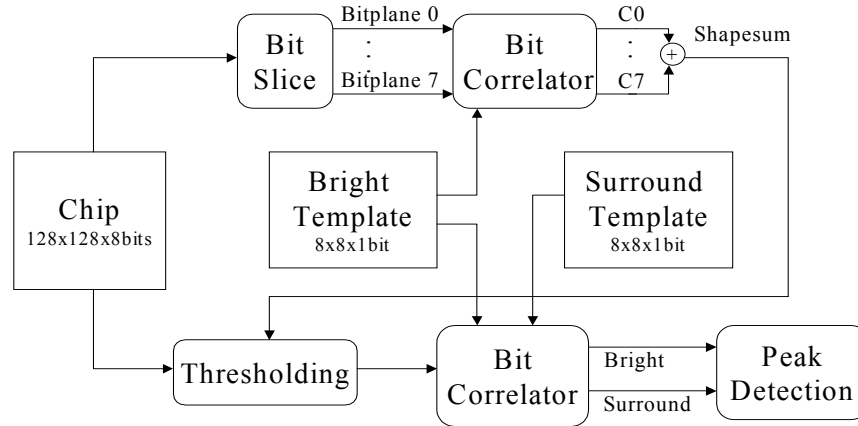 Bitplane 0
Bit
Slice
Bitplane 7
Bit
Correlator
C0
C7
+
Shapesum
Chip
128x128x8bits
Bright
Template
8x8x1bit
Surround
Template
8x8x1bit
Thresholding
Bit
Correlator
Bright
Surround
Peak
Detection